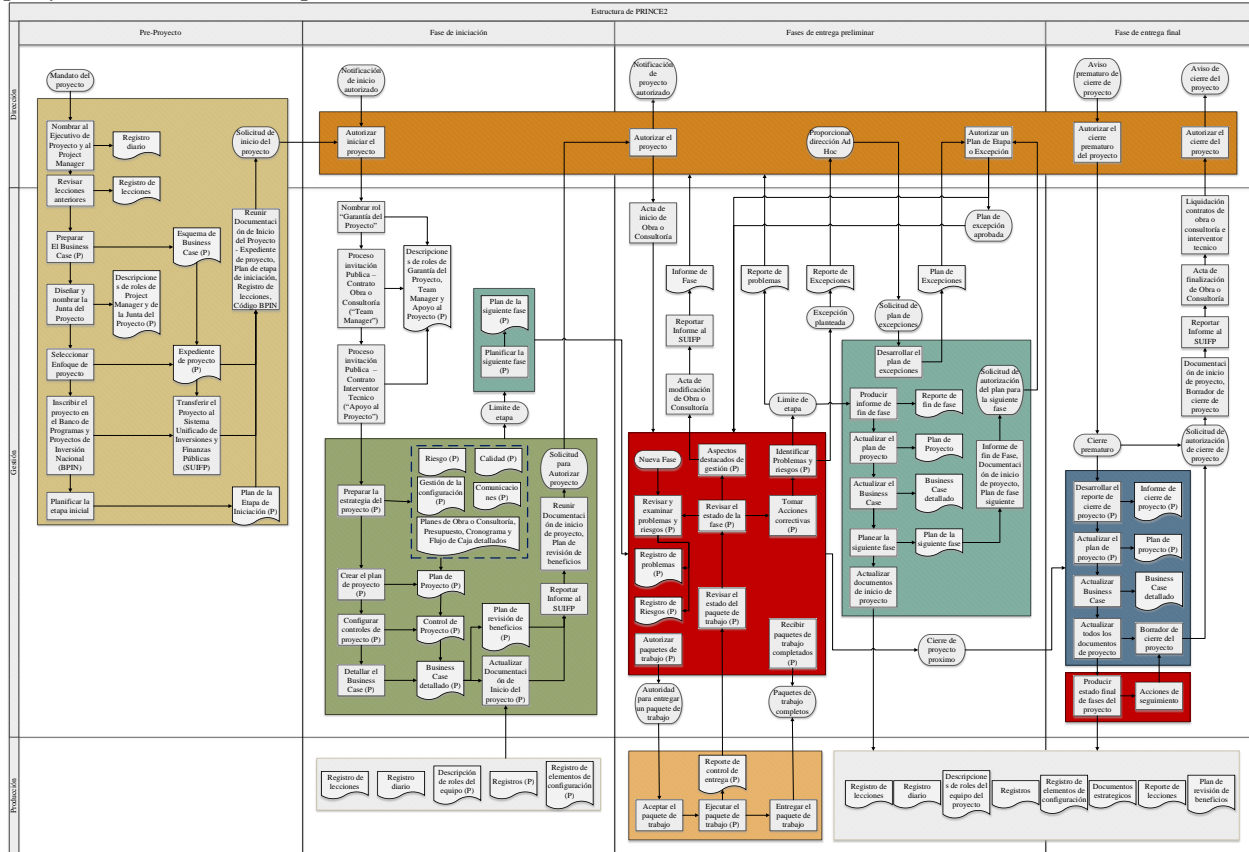 Estructura de PRINCE2
Pre-Proyecto
Fase de iniciación
Fases de entrega preliminar
Fase de entrega final
Dirección
Mandato del
proyecto
Nombrar al
Ejecutivo de
Proyecto y al
Project
Manager
Registro
diario
Solicitud
de inicio del
proyecto
Notificación
de inicio
autorizado
Autorizar
iniciar el
proyecto
Notificación
de
proyecto
autorizado
Autorizar el
proyecto
Proporcionar
dirección Ad
Hoc
Autorizar un
Plan de Etapa
o Excepción
Aviso
prematuro de
cierre de
proyecto
Autorizar el
cierre
prematuro
del proyecto
Aviso de
cierre del
proyecto
Autorizar el
cierre del
proyecto
Gestión
Revisar
lecciones
anteriores
Registro de
lecciones
Preparar
El Business
Case (P)
Esquema de
Business
Case (P)
Diseñar y
nombrar la
Junta del
Proyecto
Descripcione
s de roles de
Project
Manager y de
la Junta del
Proyecto (P)
Seleccionar
Enfoque de
proyecto
Expediente
de proyecto
(P)
Inscribir el
proyecto en
el Banco de
Programas y
Proyectos de
Inversión
Nacional
(BPIN)
Transferir el
Proyecto al
Sistema
Unificado de
Inversiones y
Finanzas
Públicas
(SUIFP)
Planificar la
etapa inicial
Plan de la
Etapa de
Iniciación (P)
Reunir
Documentaci
ón de Inicio
del Proyecto
- Expediente
de proyecto,
Plan de etapa
de iniciación,
Registro de
lecciones,
Código BPIN
Nombrar rol
“Garantía del
Proyecto”
Proceso
invitación
Publica –
Contrato
Obra o
Consultoría
(“Team
Manager”)
Proceso
invitación
Publica –
Contrato
Interventor
Tecnico
(“Apoyo al
Proyecto”)
Descripcione
s de roles de
Garantía del
Proyecto,
Team
Manager y
Apoyo al
Proyecto (P)
Plan de la
siguiente fase
(P)
Planificar la
siguiente fase (P)
Limite de
etapa
Preparar la
estrategia del
proyecto (P)
Riesgo (P)
Calidad (P)
Gestión de la
configuración
(P)
Comunicacio
nes (P)
Planes de Obra o Consultoría,
Presupuesto, Cronograma y
Flujo de Caja detallados
Crear el plan
de proyecto
(P)
Plan de
Proyecto (P)
Configurar
controles de
proyecto (P)
Control de
Proyecto (P)
Detallar el
Business
Case (P)
Business
Case
detallado (P)
Plan de
revisión de
beneficios
(P)
Actualizar
Documentaci
ón de Inicio
del proyecto
(P)
Solicitud
para
Autorizar
proyecto
Reunir
Documentaci
ón de inicio
de proyecto,
Plan de
revisión de
beneficios
Reportar
Informe al
SUIFP
Acta de
inicio de
Obra o
Consultoría
Informe de
Fase
Reportar
Informe al
SUIFP
Acta de
modificación
de Obra o
Consultoría
Reporte de
problemas
Reporte de
Excepciones
Excepción
planteada
Limite de
etapa
Solicitud de
plan de
excepciones
Plan de
Excepciones
Plan de
excepción
aprobada
Nueva Fase
Aspectos
destacados de
gestión (P)
Identificar
Problemas y
riesgos (P)
Revisar y
examinar
problemas y
riesgos (P)
Revisar el
estado de la
fase (P)
Tomar
Acciones
correctivas
(P)
Registro de
problemas
(P)
Registro de
Riesgos (P)
Autorizar
paquetes de
trabajo (P)
Revisar el
estado del
paquete de
trabajo (P)
Recibir
paquetes de
trabajo
completados
(P)
Autoridad
para entregar
un paquete de
trabajo
Paquetes de
trabajo
completos
Desarrollar el
plan de
excepciones
Producir
informe de
fin de fase
Reporte de
fin de fase
Actualizar el
plan de
proyecto
Plan de
Proyecto
Actualizar el
Business
Case
Business
Case
detallado
Planear la
siguiente fase
Plan de la
siguiente fase
Actualizar
documentos
de inicio de
proyecto
Solicitud de
autorización
del plan para
la siguiente
fase
Informe de
fin de Fase,
Documentaci
ón de inicio
de proyecto,
Plan de fase
siguiente
Cierre de
proyecto
proximo
Liquidación
contratos de
obra o
consultoría e
interventor
tecnico
Acta de
finalización
de Obra o
Consultoría
Reportar
Informe al
SUIFP
Documentaci
ón de inicio de
proyecto,
Borrador de
cierre de
proyecto
Solicitud de
autorización
de cierre de
proyecto
Cierre
prematuro
Desarrollar el
reporte de
cierre de
proyecto (P)
Informe de
cierre de
proyecto (P)
Actualizar el
plan de
proyecto (P)
Plan de
proyecto (P)
Actualizar
Business
Case
Business
Case
detallado
Actualizar
todos los
documentos
de proyecto
Borrador de
cierre del
proyecto
Producir
estado final
de fases del
proyecto
Acciones de
seguimiento
Producción
Registro de
lecciones
Registro
diario
Descripción
de roles del
equipo (P)
Registros (P)
Registro de
elementos de
configuración
(P)
Reporte de
control de
entrega (P)
Aceptar el
paquete de
trabajo
Ejecutar el
paquete de
trabajo (P)
Entregar el
paquete de
trabajo
Registro de
lecciones
Registro
diario
Descripcione
s de roles del
equipo del
proyecto
Registros
Registro de
elementos de
configuración
Documentos
estrategicos
Reporte de
lecciones
Plan de
revisión de
beneficios